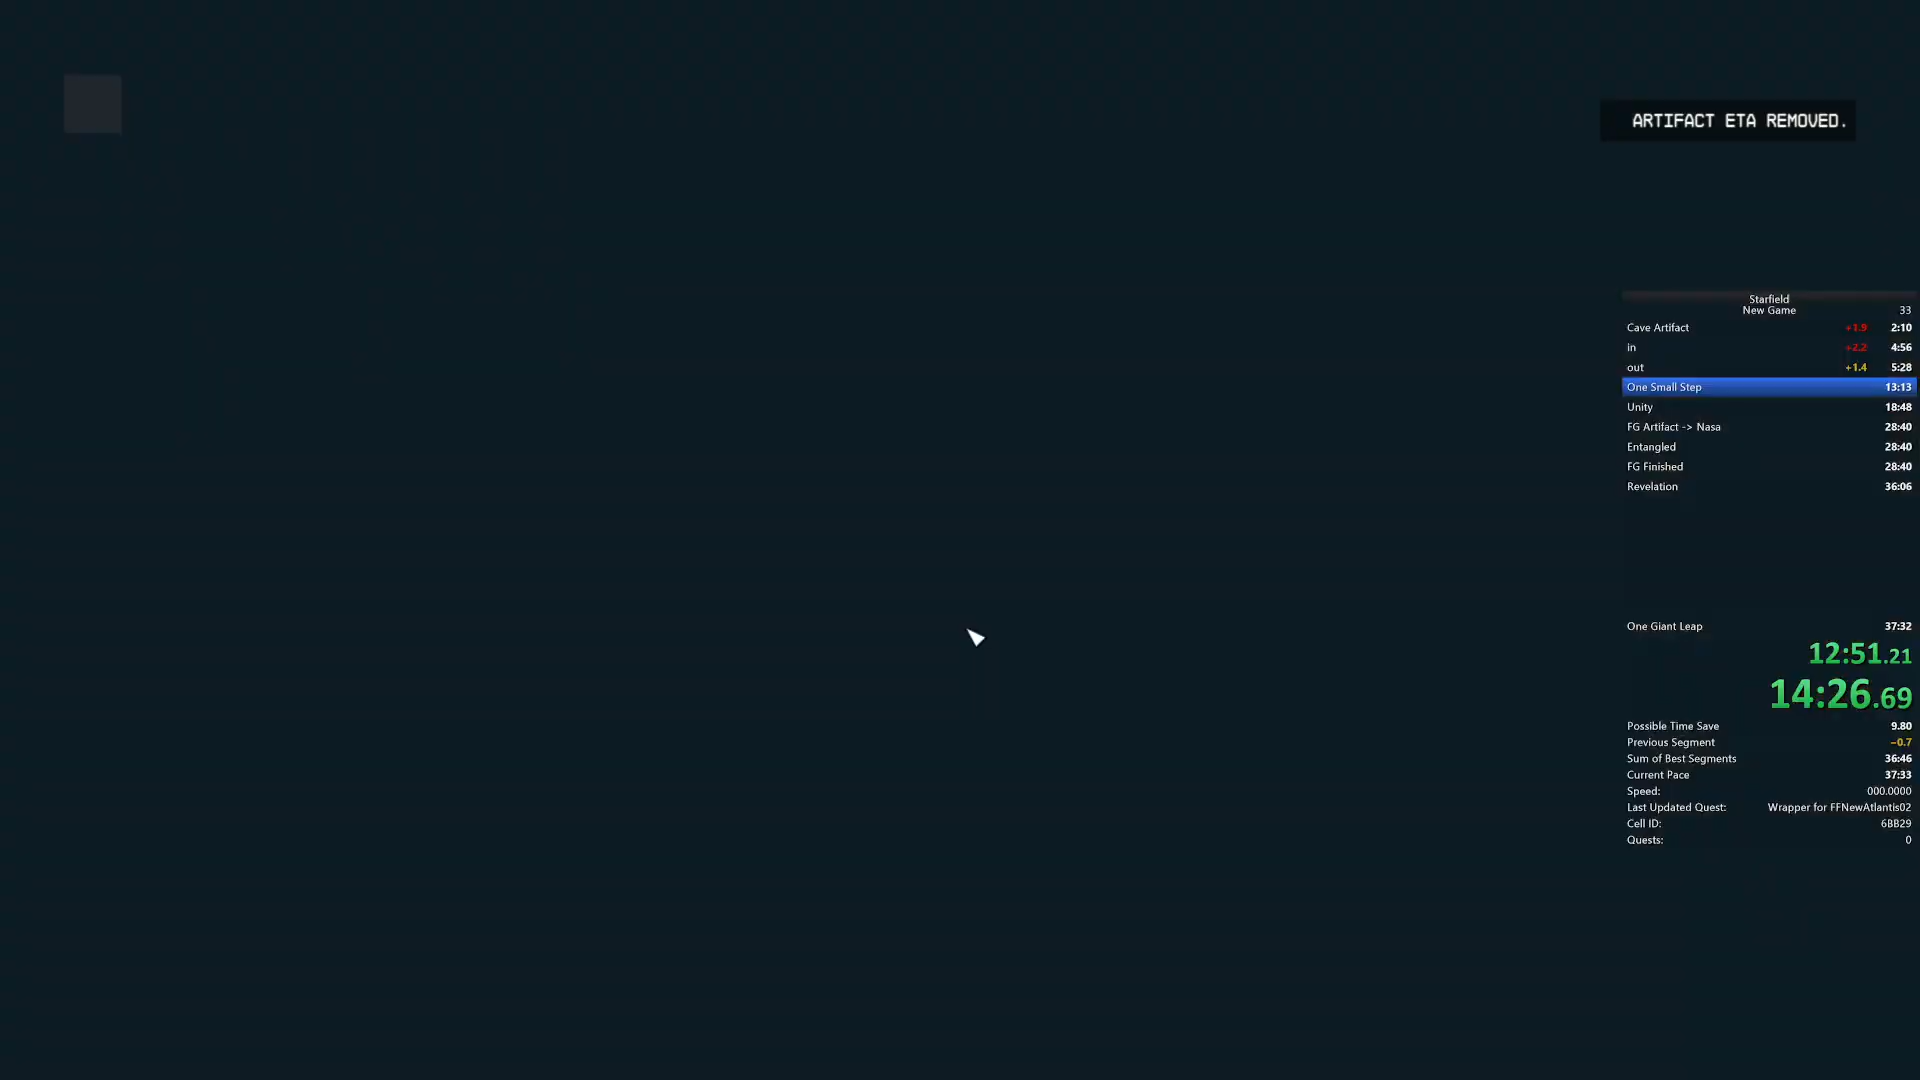 ARTIFACT ETA REMOVED.
Starfield
New Game 33
Cave Artifact +1.9 2:10
in +2.2 4:56
out +1.4 5:28
One Small Step 13:13
Unity 18:48
FG Artifact -> Nasa 28:40
Entangled 28:40
FG Finished 28:40
Revelation 36:06
One Giant Leap 37:32
12:51.21
14:26.69
Possible Time Save 9.80
Previous Segment −0.7
Sum of Best Segments 36:46
Current Pace 37:33
Speed: 000.0000
Last Updated Quest: Wrapper for FFNewAtlantis02
Cell ID: 6BB29
Quests: 0